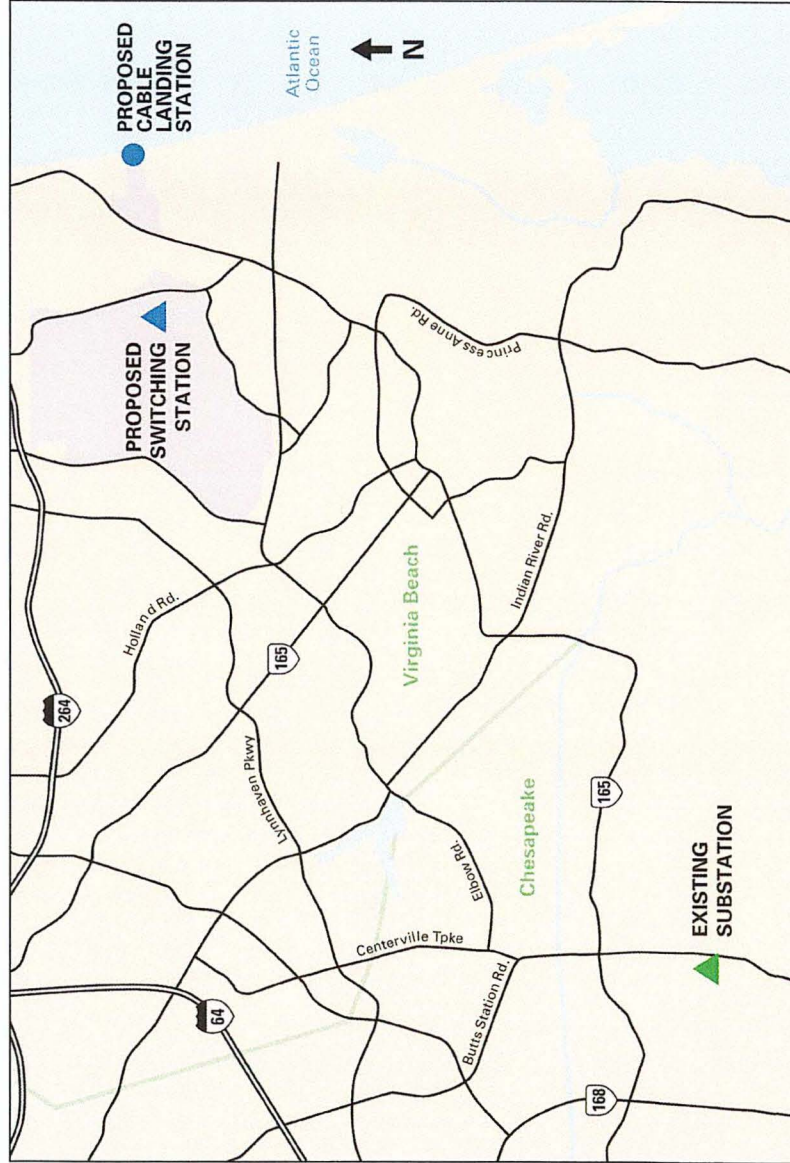 264
PROPOSED
CABLE
LANDING
STATION
PROPOSED
SWITCHING
STATION
Holland Rd.
64
165
Lynnhaven Pkwy
Atlantic
Ocean
N
Centerville Tpke
Virginia Beach
Princess Anne Rd.
Elbow Rd.
Butts Station Rd.
Chesapeake
Indian River Rd.
168
165
EXISTING
SUBSTATION